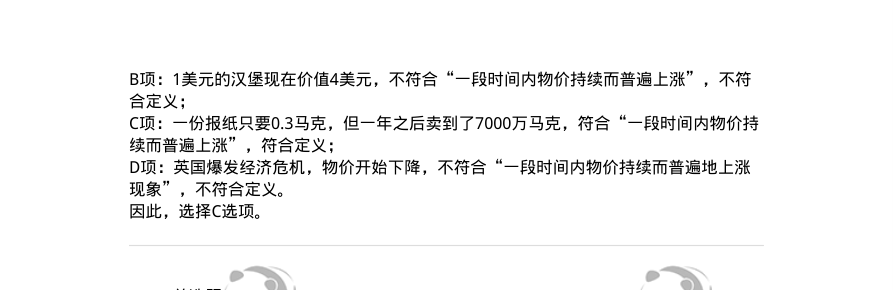 B项：1美元的汉堡现在价值4美元，不符合“一段时间内物价持续而普遍上涨”，不符
合定义；
C项：一份报纸只要0.3马克，但一年之后卖到了7000万马克，符合“一段时间内物价持
续而普遍上涨”，符合定义；
D项：英国爆发经济危机，物价开始下降，不符合“一段时间内物价持续而普遍地上涨
现象”，不符合定义。
因此，选择C选项。